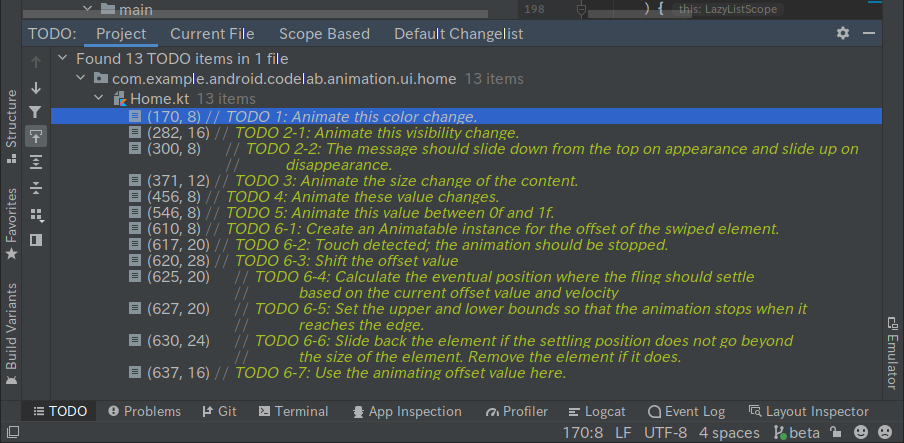 main
198
) {
this: LazyListScope
TODO:
Project
Current File
Scope Based
Default Changelist
Found 13 TODO items in 1 file
com.example.android.codelab.animation.ui.home 13 items
Home.kt 13 items
(170, 8) // TODO 1: Animate this color change.
(282, 16) // TODO 2-1: Animate this visibility change.
(300, 8) // TODO 2-2: The message should slide down from the top on appearance and slide up on
// disappearance.
(371, 12) // TODO 3: Animate the size change of the content.
(456, 8) // TODO 4: Animate these value changes.
(546, 8) // TODO 5: Animate this value between 0f and 1f.
(610, 8) // TODO 6-1: Create an Animatable instance for the offset of the swiped element.
(617, 20) // TODO 6-2: Touch detected; the animation should be stopped.
(620, 28) // TODO 6-3: Shift the offset value
(625, 20) // TODO 6-4: Calculate the eventual position where the fling should settle
// based on the current offset value and velocity
(627, 20) // TODO 6-5: Set the upper and lower bounds so that the animation stops when it
// reaches the edge.
(630, 24) // TODO 6-6: Slide back the element if the settling position does not go beyond
// the size of the element. Remove the element if it does.
(637, 16) // TODO 6-7: Use the animating offset value here.
Structure
Favorites
Build Variants
Emulator
TODO
Problems
Git
Terminal
App Inspection
Profiler
Logcat
Event Log
Layout Inspector
170:8
LF
UTF-8
4 spaces
beta